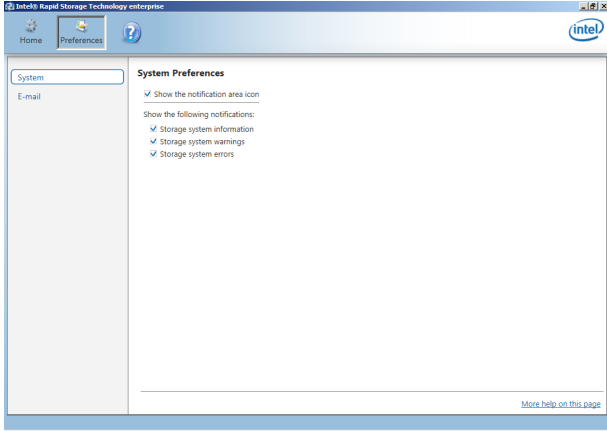 Intel® Rapid Storage Technology enterprise
Home
Preferences
?
intel
System
E-mail
System Preferences
Show the notification area icon
Show the following notifications:
Storage system information
Storage system warnings
Storage system errors
More help on this page